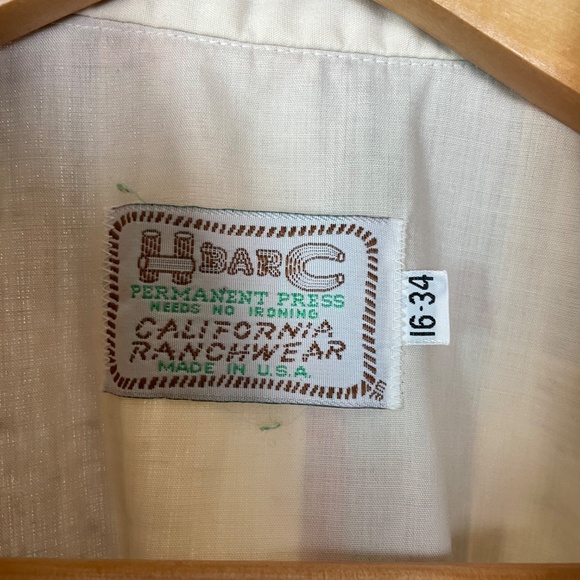 H BAR C
PERMANENT PRESS
NEEDS NO IRONING
CALIFORNIA
RANCHWEAR
MADE IN U.S.A.
16-34